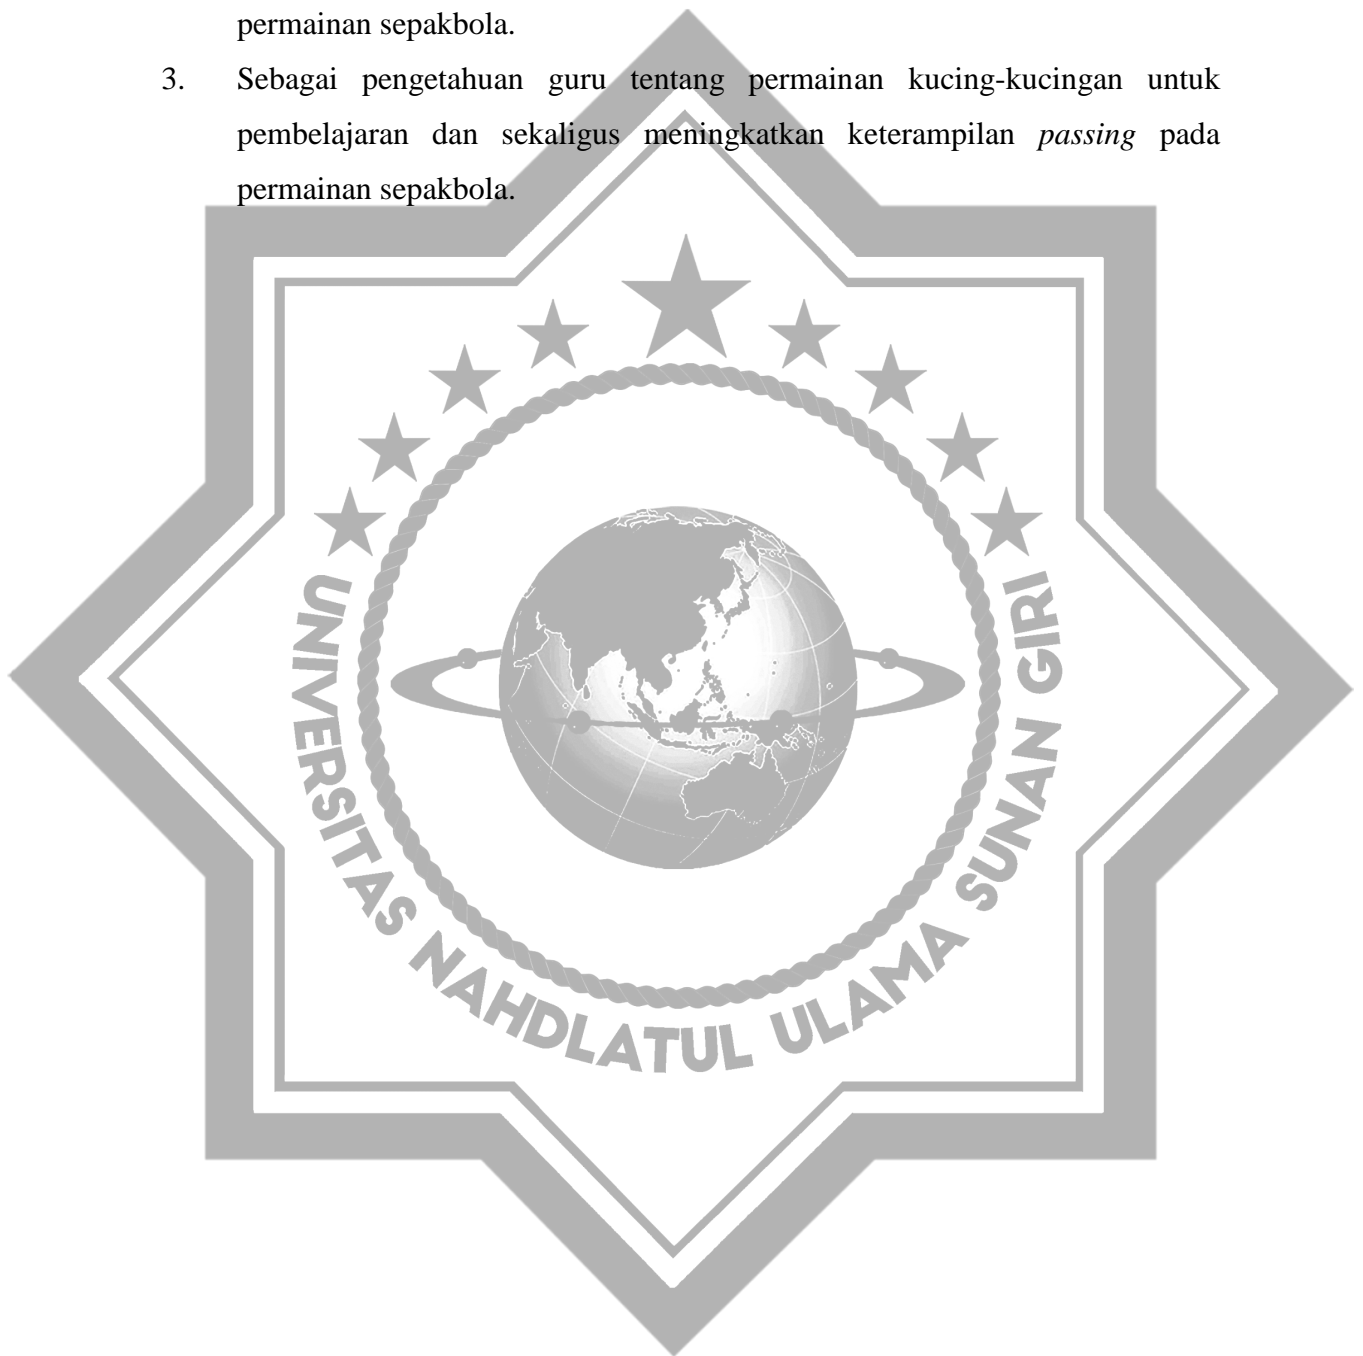 permainan sepakbola.
3. Sebagai pengetahuan guru tentang permainan kucing-kucingan untuk
pembelajaran dan sekaligus meningkatkan keterampilan passing pada
permainan sepakbola.
UNIVERSITAS NAHDLATUL ULAMA SUNAN GIRI